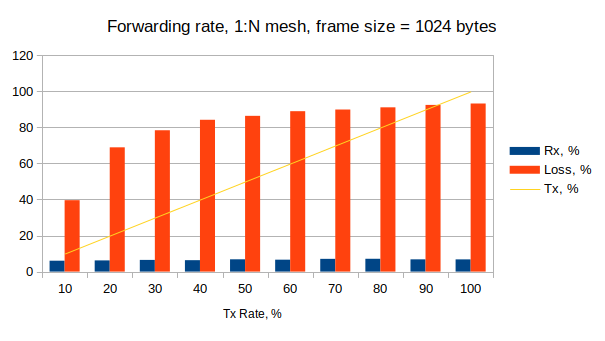 Forwarding rate, 1:N mesh, frame size = 1024 bytes
120
100
80
60
40
20
0
10 20 30 40 50 60 70 80 90 100
Tx Rate, %
Rx, %
Loss, %
Tx, %